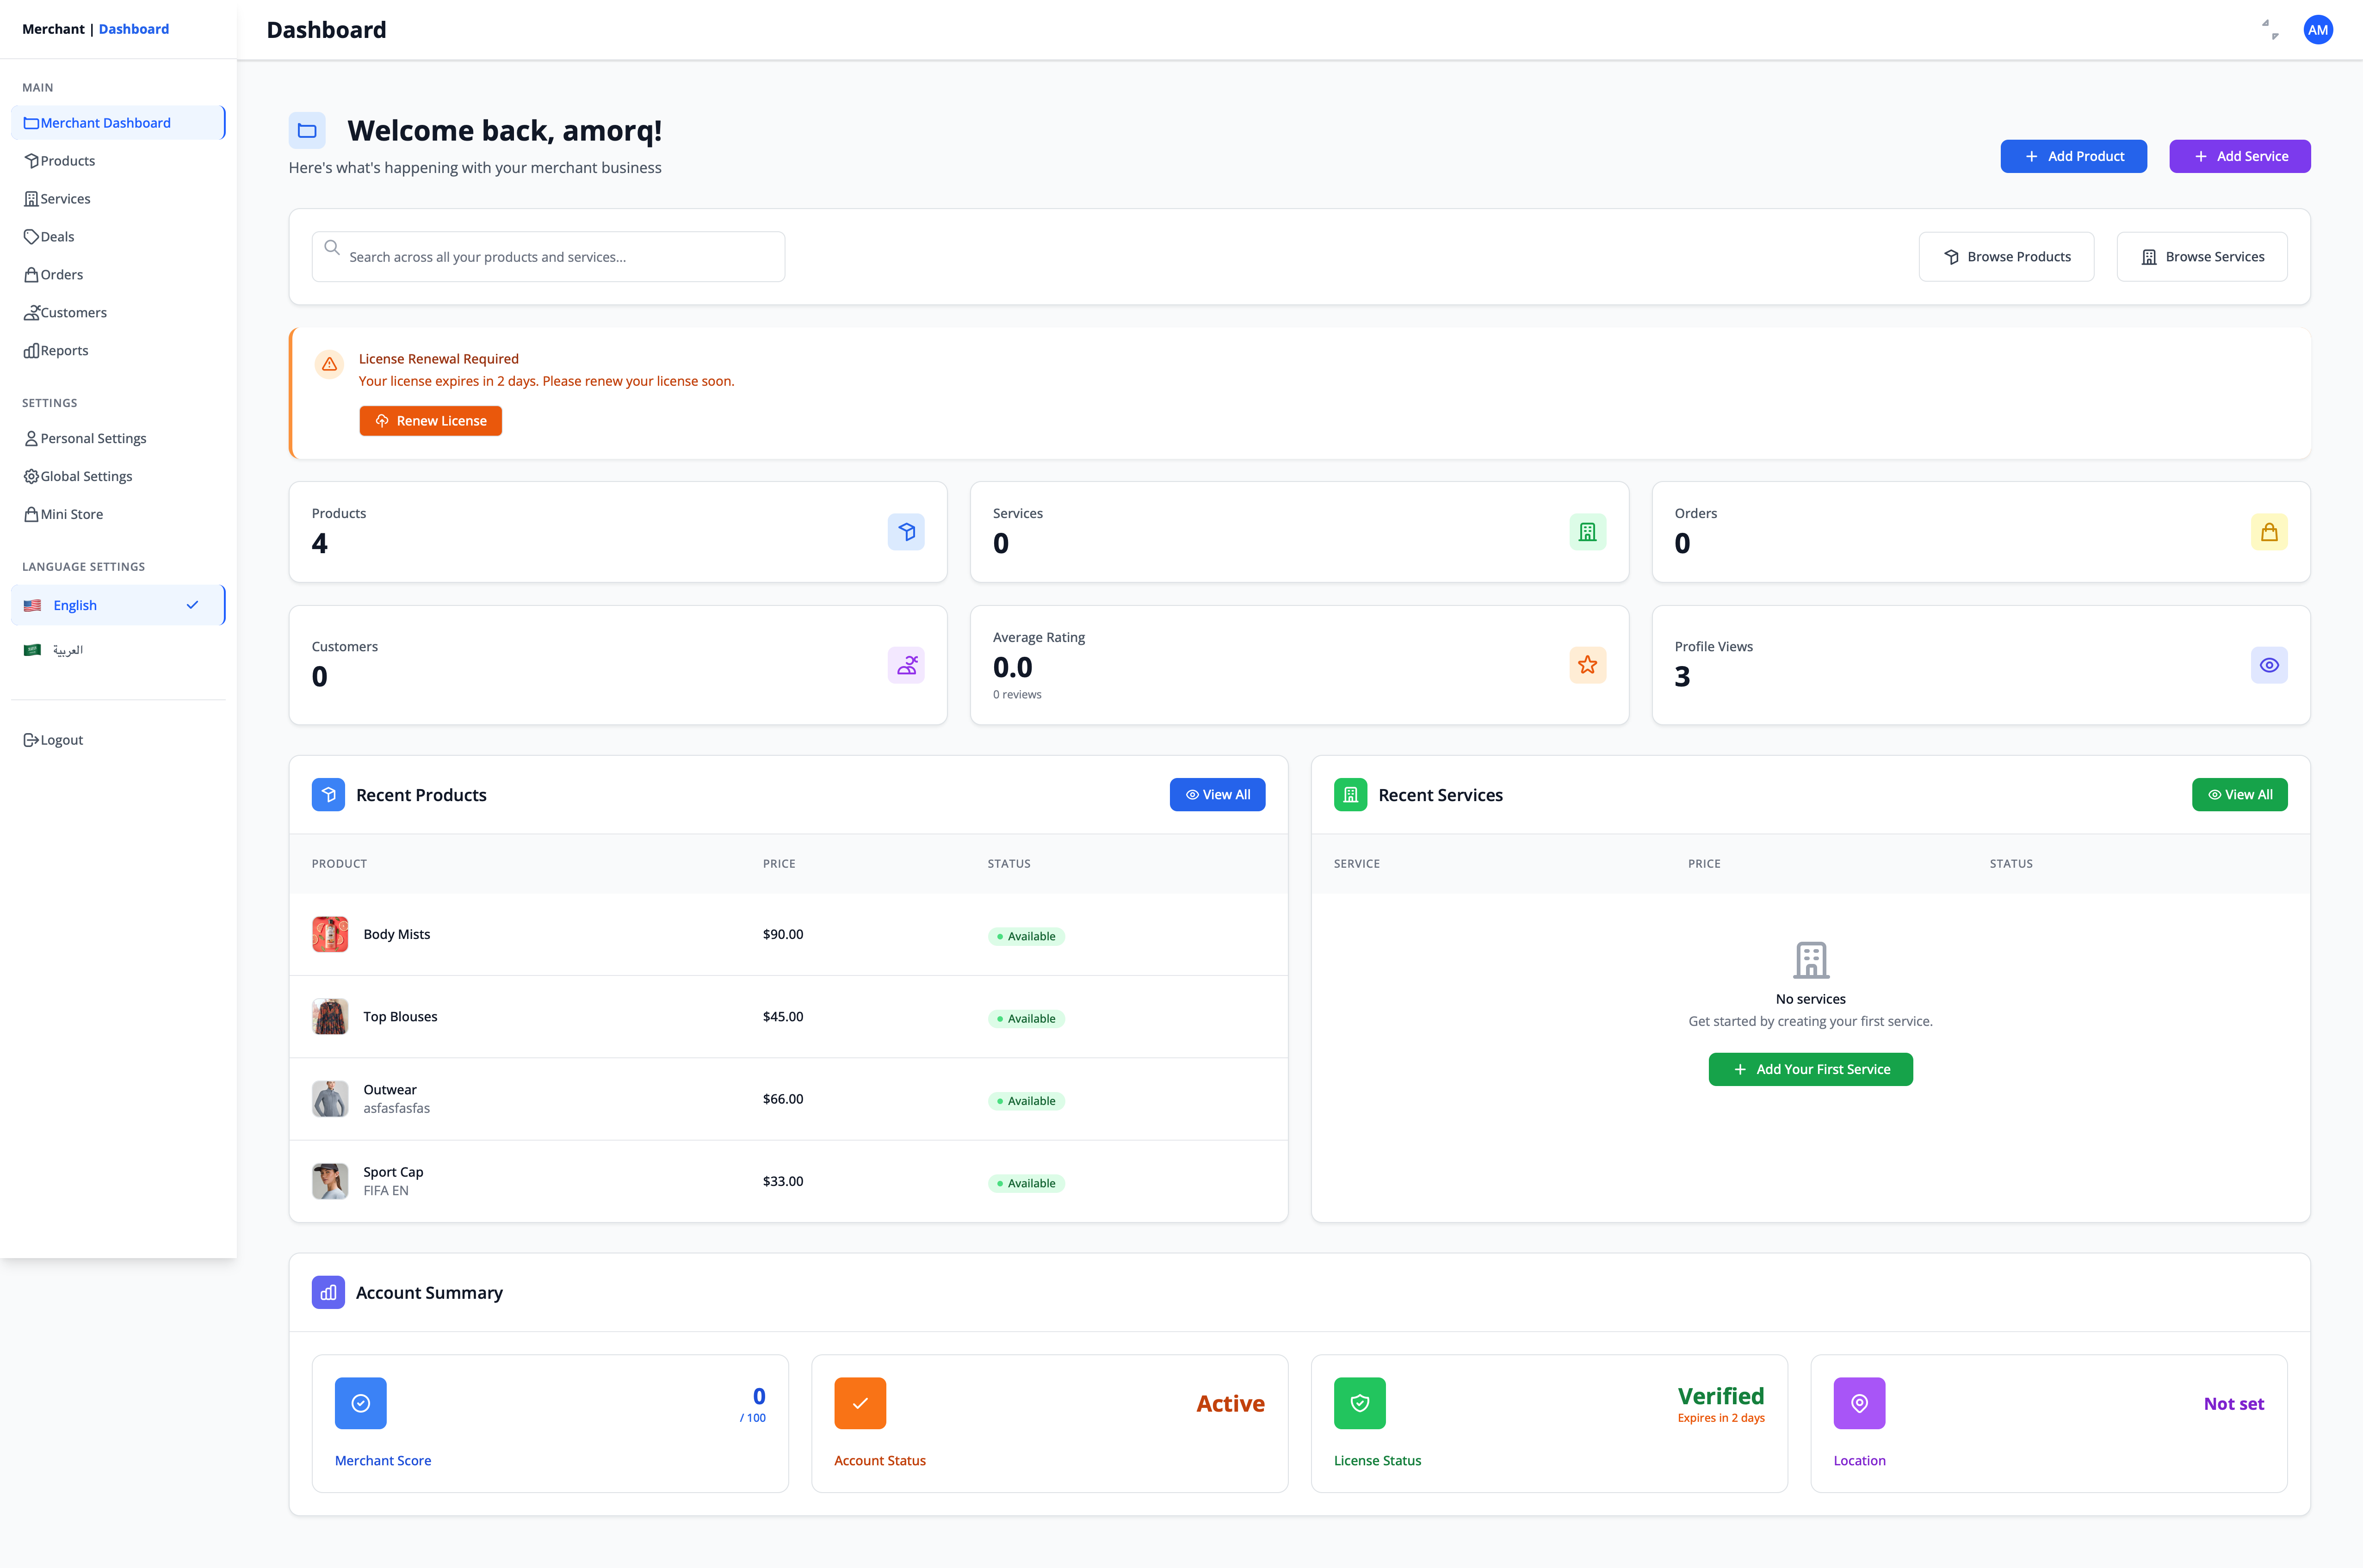 Merchant | Dashboard
Dashboard
AM
MAIN
Merchant Dashboard
Products
Services
Deals
Orders
Customers
Reports
SETTINGS
Personal Settings
Global Settings
Mini Store
LANGUAGE SETTINGS
English
العربية
Logout
Welcome back, amorq!
Here's what's happening with your merchant business
Add Product
Add Service
Search across all your products and services...
Browse Products
Browse Services
License Renewal Required
Your license expires in 2 days. Please renew your license soon.
Renew License
Products
4
Services
0
Orders
0
Customers
0
Average Rating
0.0
0 reviews
Profile Views
3
Recent Products
View All
PRODUCT PRICE STATUS
Body Mists $90.00 Available
Top Blouses $45.00 Available
Outwear
asfasfasfas
$66.00 Available
Sport Cap
FIFA EN
$33.00 Available
Recent Services
View All
SERVICE PRICE STATUS
No services
Get started by creating your first service.
Add Your First Service
Account Summary
0
/ 100
Merchant Score
Active
Account Status
Verified
Expires in 2 days
License Status
Not set
Location